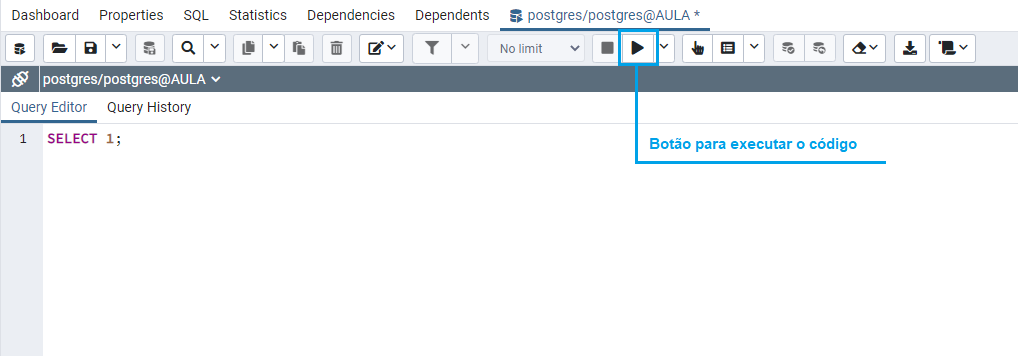 Dashboard Properties SQL Statistics Dependencies Dependents postgres/postgres@AULA *
No limit
postgres/postgres@AULA
Query Editor Query History
1 SELECT 1;
Botão para executar o código